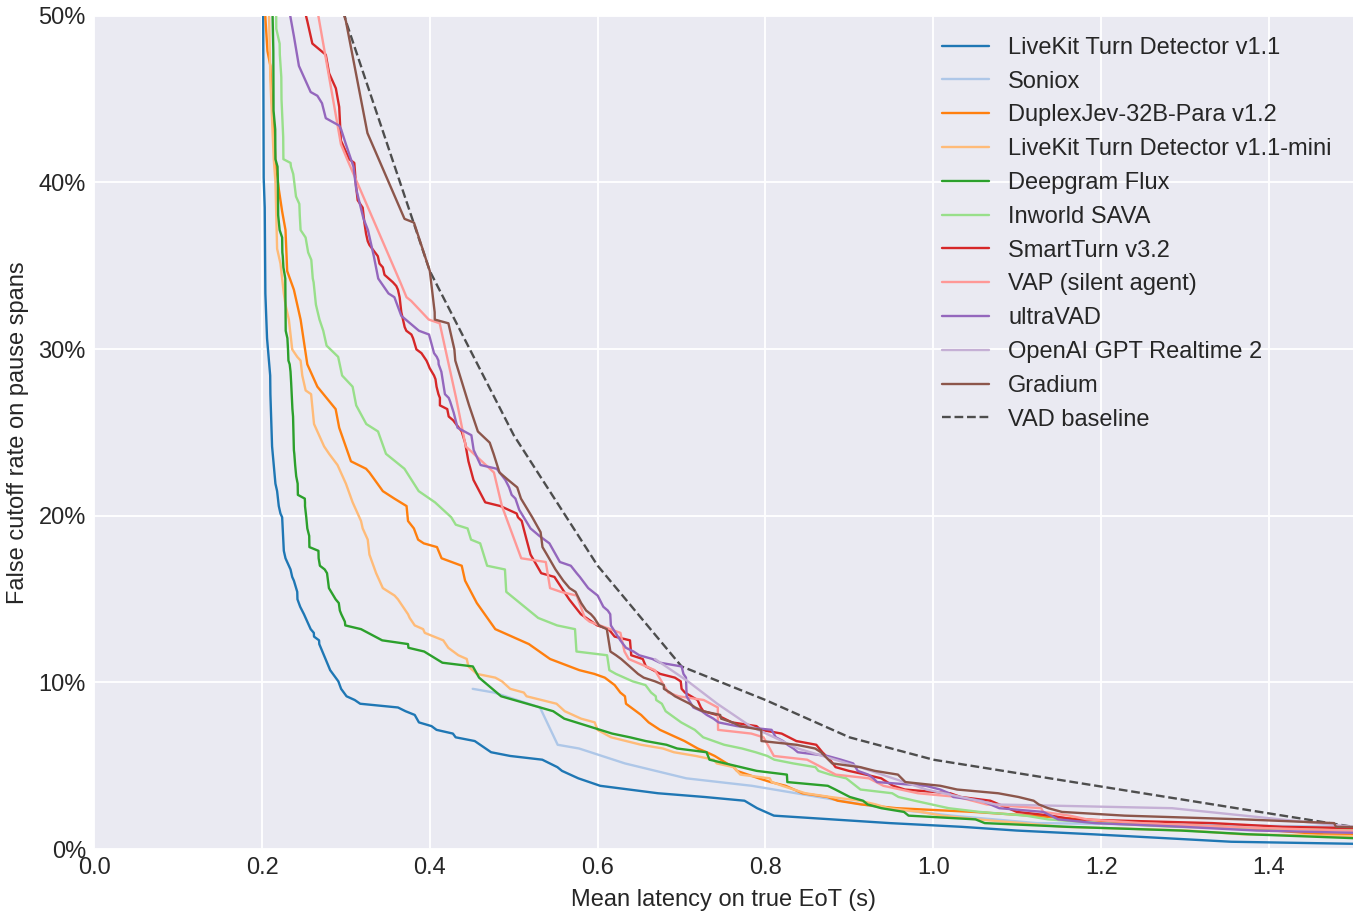 50%
40%
30%
20%
10%
0%
False cutoff rate on pause spans
LiveKit Turn Detector v1.1
Soniox
DuplexJev-32B-Para v1.2
LiveKit Turn Detector v1.1-mini
Deepgram Flux
Inworld SAVA
SmartTurn v3.2
VAP (silent agent)
ultraVAD
OpenAI GPT Realtime 2
Gradium
VAD baseline
0.0 0.2 0.4 0.6 0.8 1.0 1.2 1.4
Mean latency on true EoT (s)